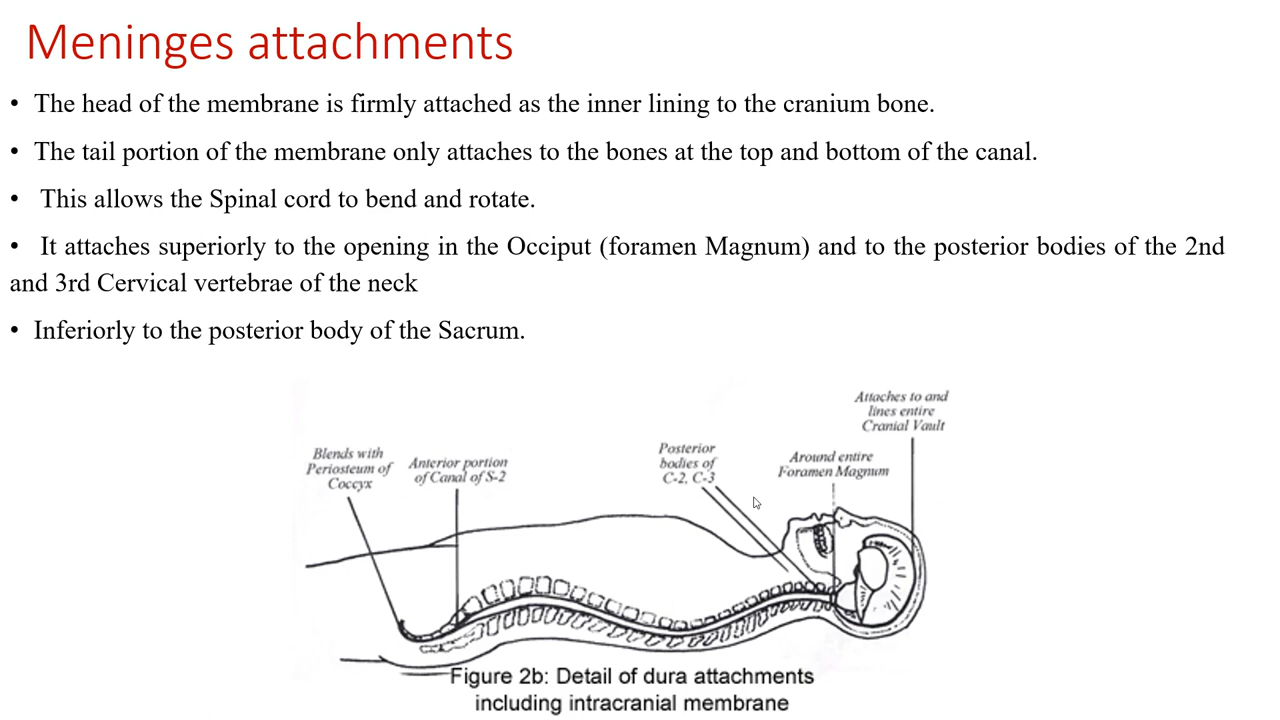 Meninges attachments
• The head of the membrane is firmly attached as the inner lining to the cranium bone.
• The tail portion of the membrane only attaches to the bones at the top and bottom of the canal.
• This allows the Spinal cord to bend and rotate.
• It attaches superiorly to the opening in the Occiput (foramen Magnum) and to the posterior bodies of the 2nd
and 3rd Cervical vertebrae of the neck
• Inferiorly to the posterior body of the Sacrum.
Blends with
Periosteum of
Coccyx
Anterior portion
of Canal of S-2
Posterior
bodies of
C-2, C-3
Around entire
Foramen Magnum
Attaches to and
lines entire
Cranial Vault
Figure 2b: Detail of dura attachments
including intracranial membrane